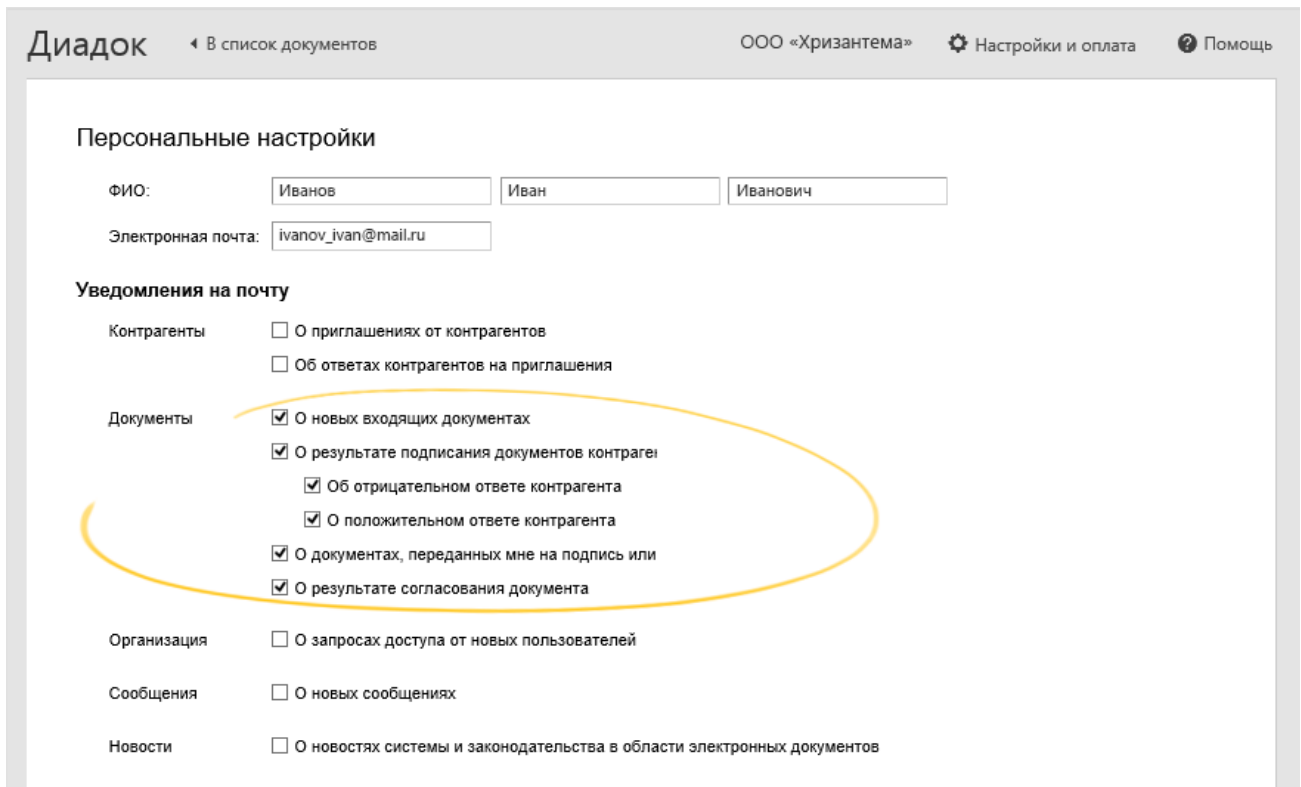 Диадок В список документов ООО «Хризантема» Настройки и оплата Помощь
Персональные настройки
ФИО: Иванов Иван Иванович
Электронная почта: ivanov_ivan@mail.ru
Уведомления на почту
Контрагенты О приглашениях от контрагентов
Об ответах контрагентов на приглашения
Документы О новых входящих документах
О результате подписания документов контраген
Об отрицательном ответе контрагента
О положительном ответе контрагента
О документах, переданных мне на подпись или
О результате согласования документа
Организация О запросах доступа от новых пользователей
Сообщения О новых сообщениях
Новости О новостях системы и законодательства в области электронных документов